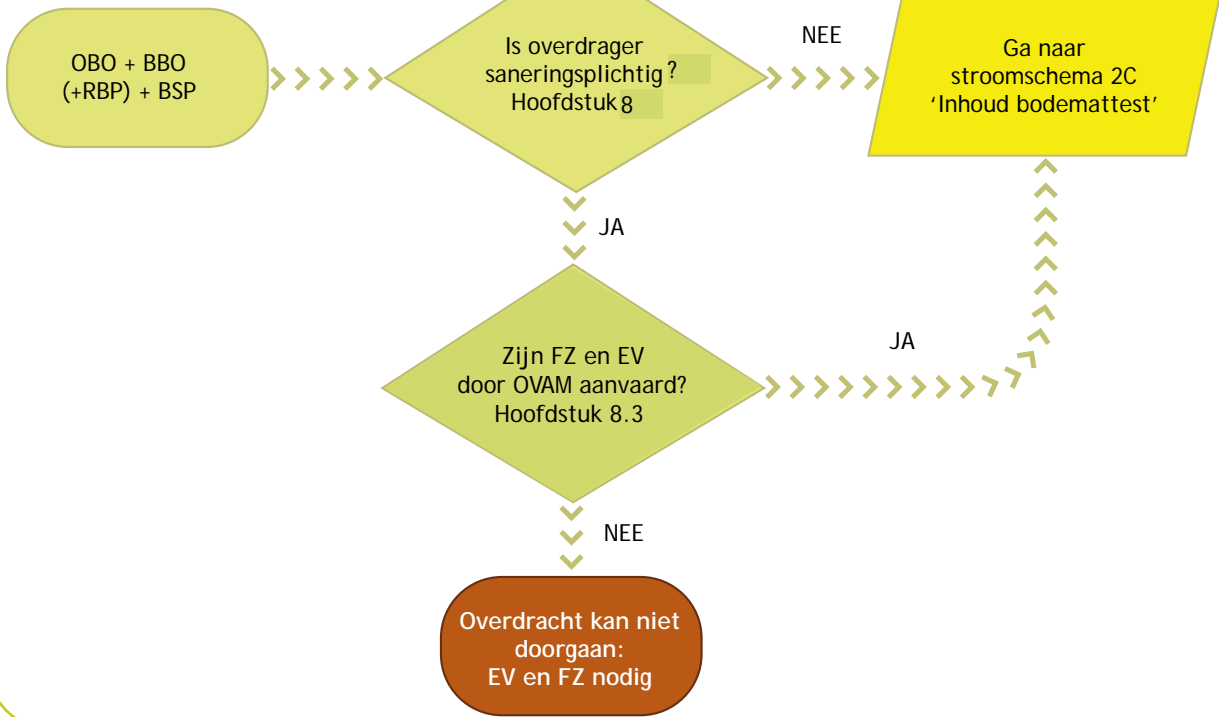 OBO + BBO
(+RBP) + BSP
Is overdrager
saneringsplichtig?
Hoofdstuk 8
NEE
Ga naar
stroomschema 2C
‘Inhoud bodemattest’
JA
Zijn FZ en EV
door OVAM aanvaard?
Hoofdstuk 8.3
JA
NEE
Overdracht kan niet
doorgaan:
EV en FZ nodig